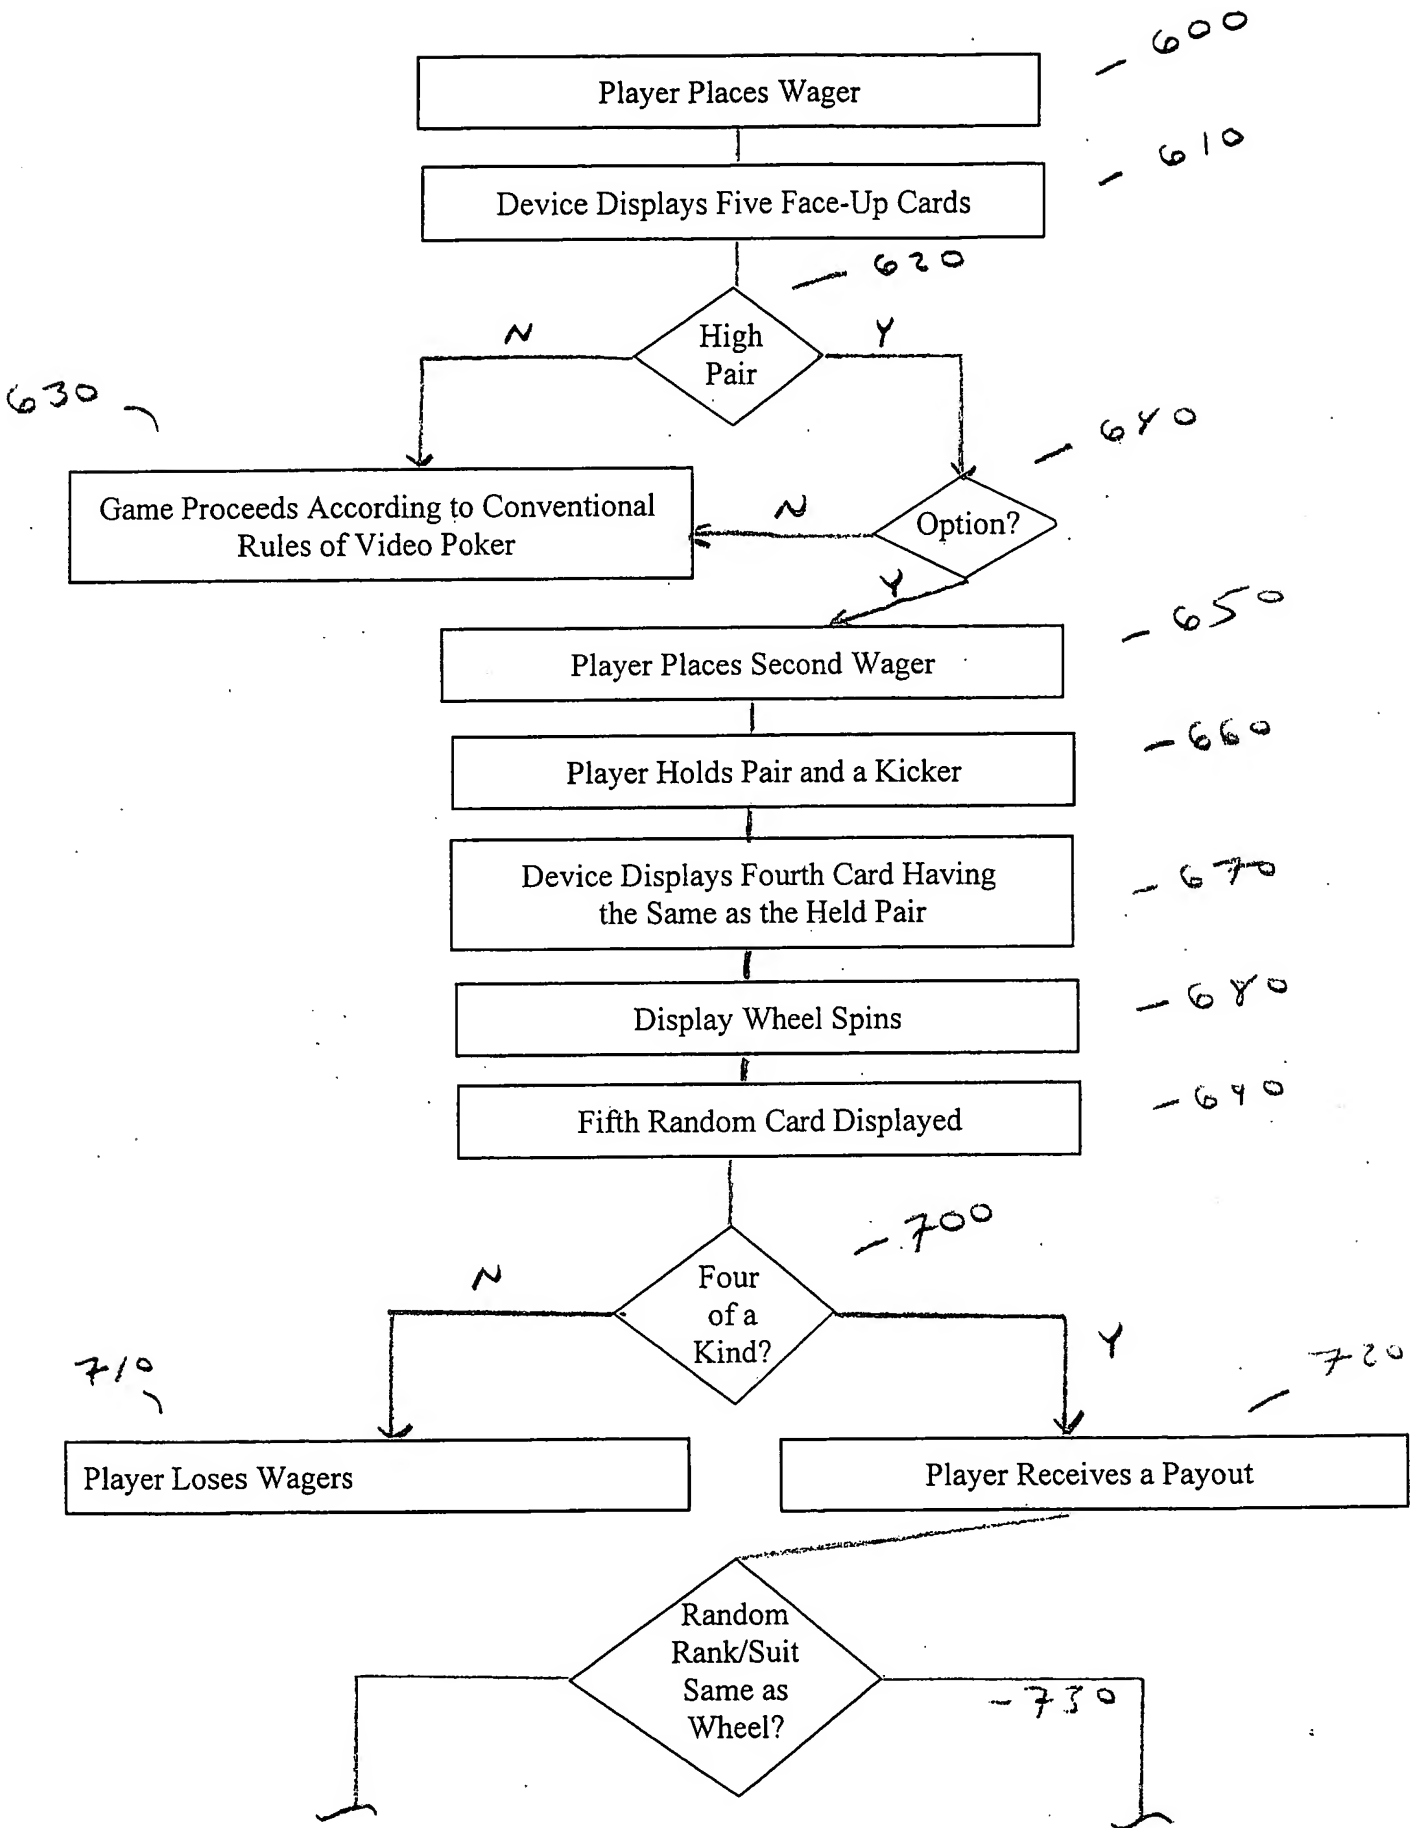 - 600
Player Places Wager
- 610
Device Displays Five Face-Up Cards
- 620
High
Pair
N
Y
630
- 640
Game Proceeds According to Conventional
Rules of Video Poker
N
Option?
Y
- 650
Player Places Second Wager
- 660
Player Holds Pair and a Kicker
- 670
Device Displays Fourth Card Having
the Same as the Held Pair
- 680
Display Wheel Spins
- 690
Fifth Random Card Displayed
- 700
Four
of a
Kind?
N
Y
710
720
Player Loses Wagers
Player Receives a Payout
Random
Rank/Suit
Same as
Wheel?
- 730